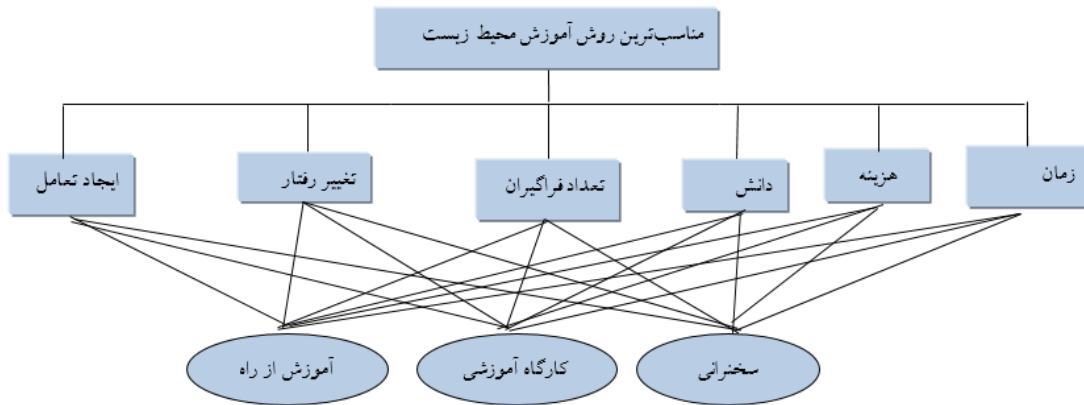 مناسب‌ترین روش آموزش محیط زیست
زمان
هزینه
دانش
تعداد فراگیران
تغییر رفتار
ایجاد تعامل
سخنرانی
کارگاه آموزشی
آموزش از راه